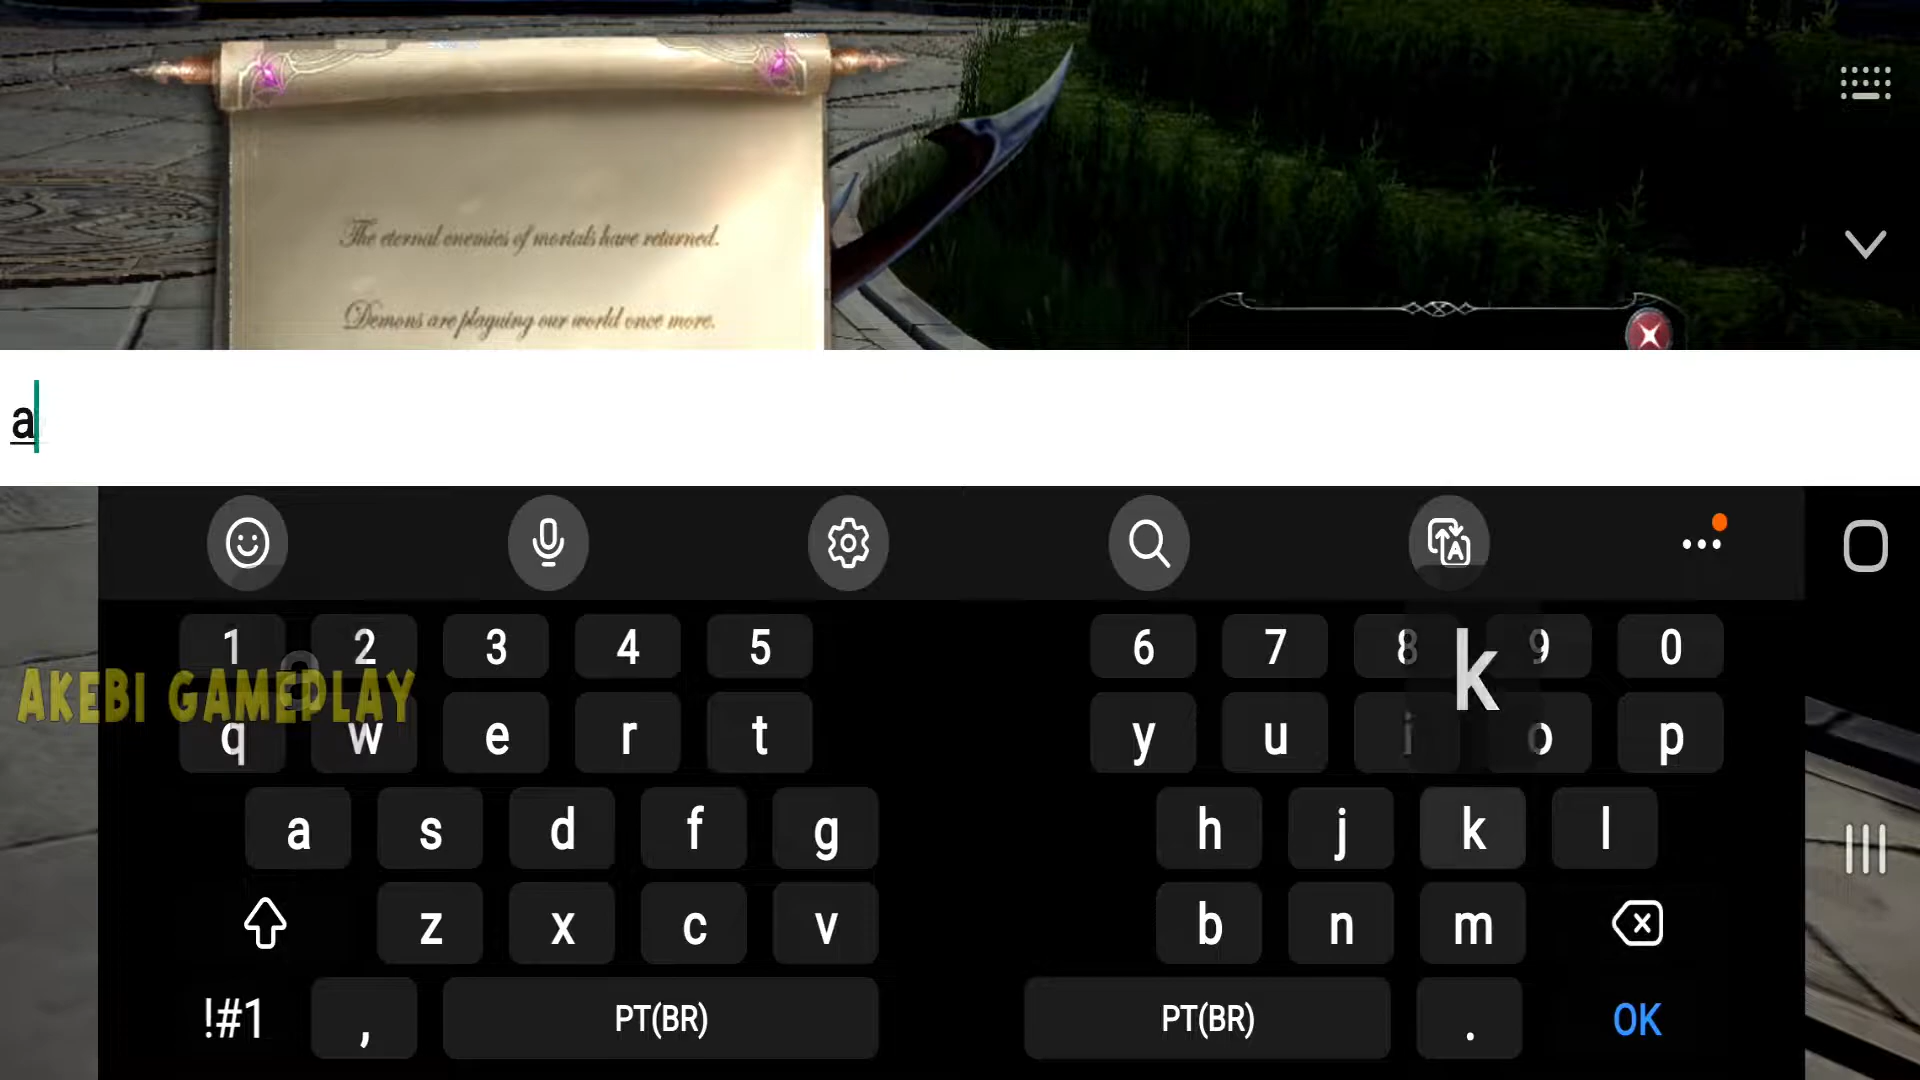 The eternal enemies of mortals have returned.
Demons are plaguing our world once more.
a
1 2 3 4 5 6 7 8 9 0
k
AKEBI GAMEPLAY
q w e r t y u i o p
a s d f g h j k l
z x c v b n m
!#1 , PT(BR) PT(BR) . OK